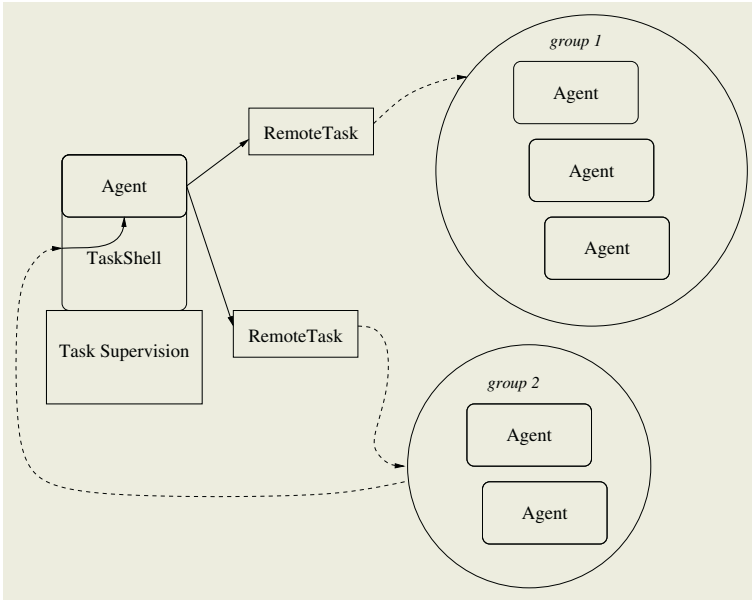 group 1
Agent
RemoteTask
Agent
Agent
Agent
TaskShell
RemoteTask
Task Supervision
group 2
Agent
Agent